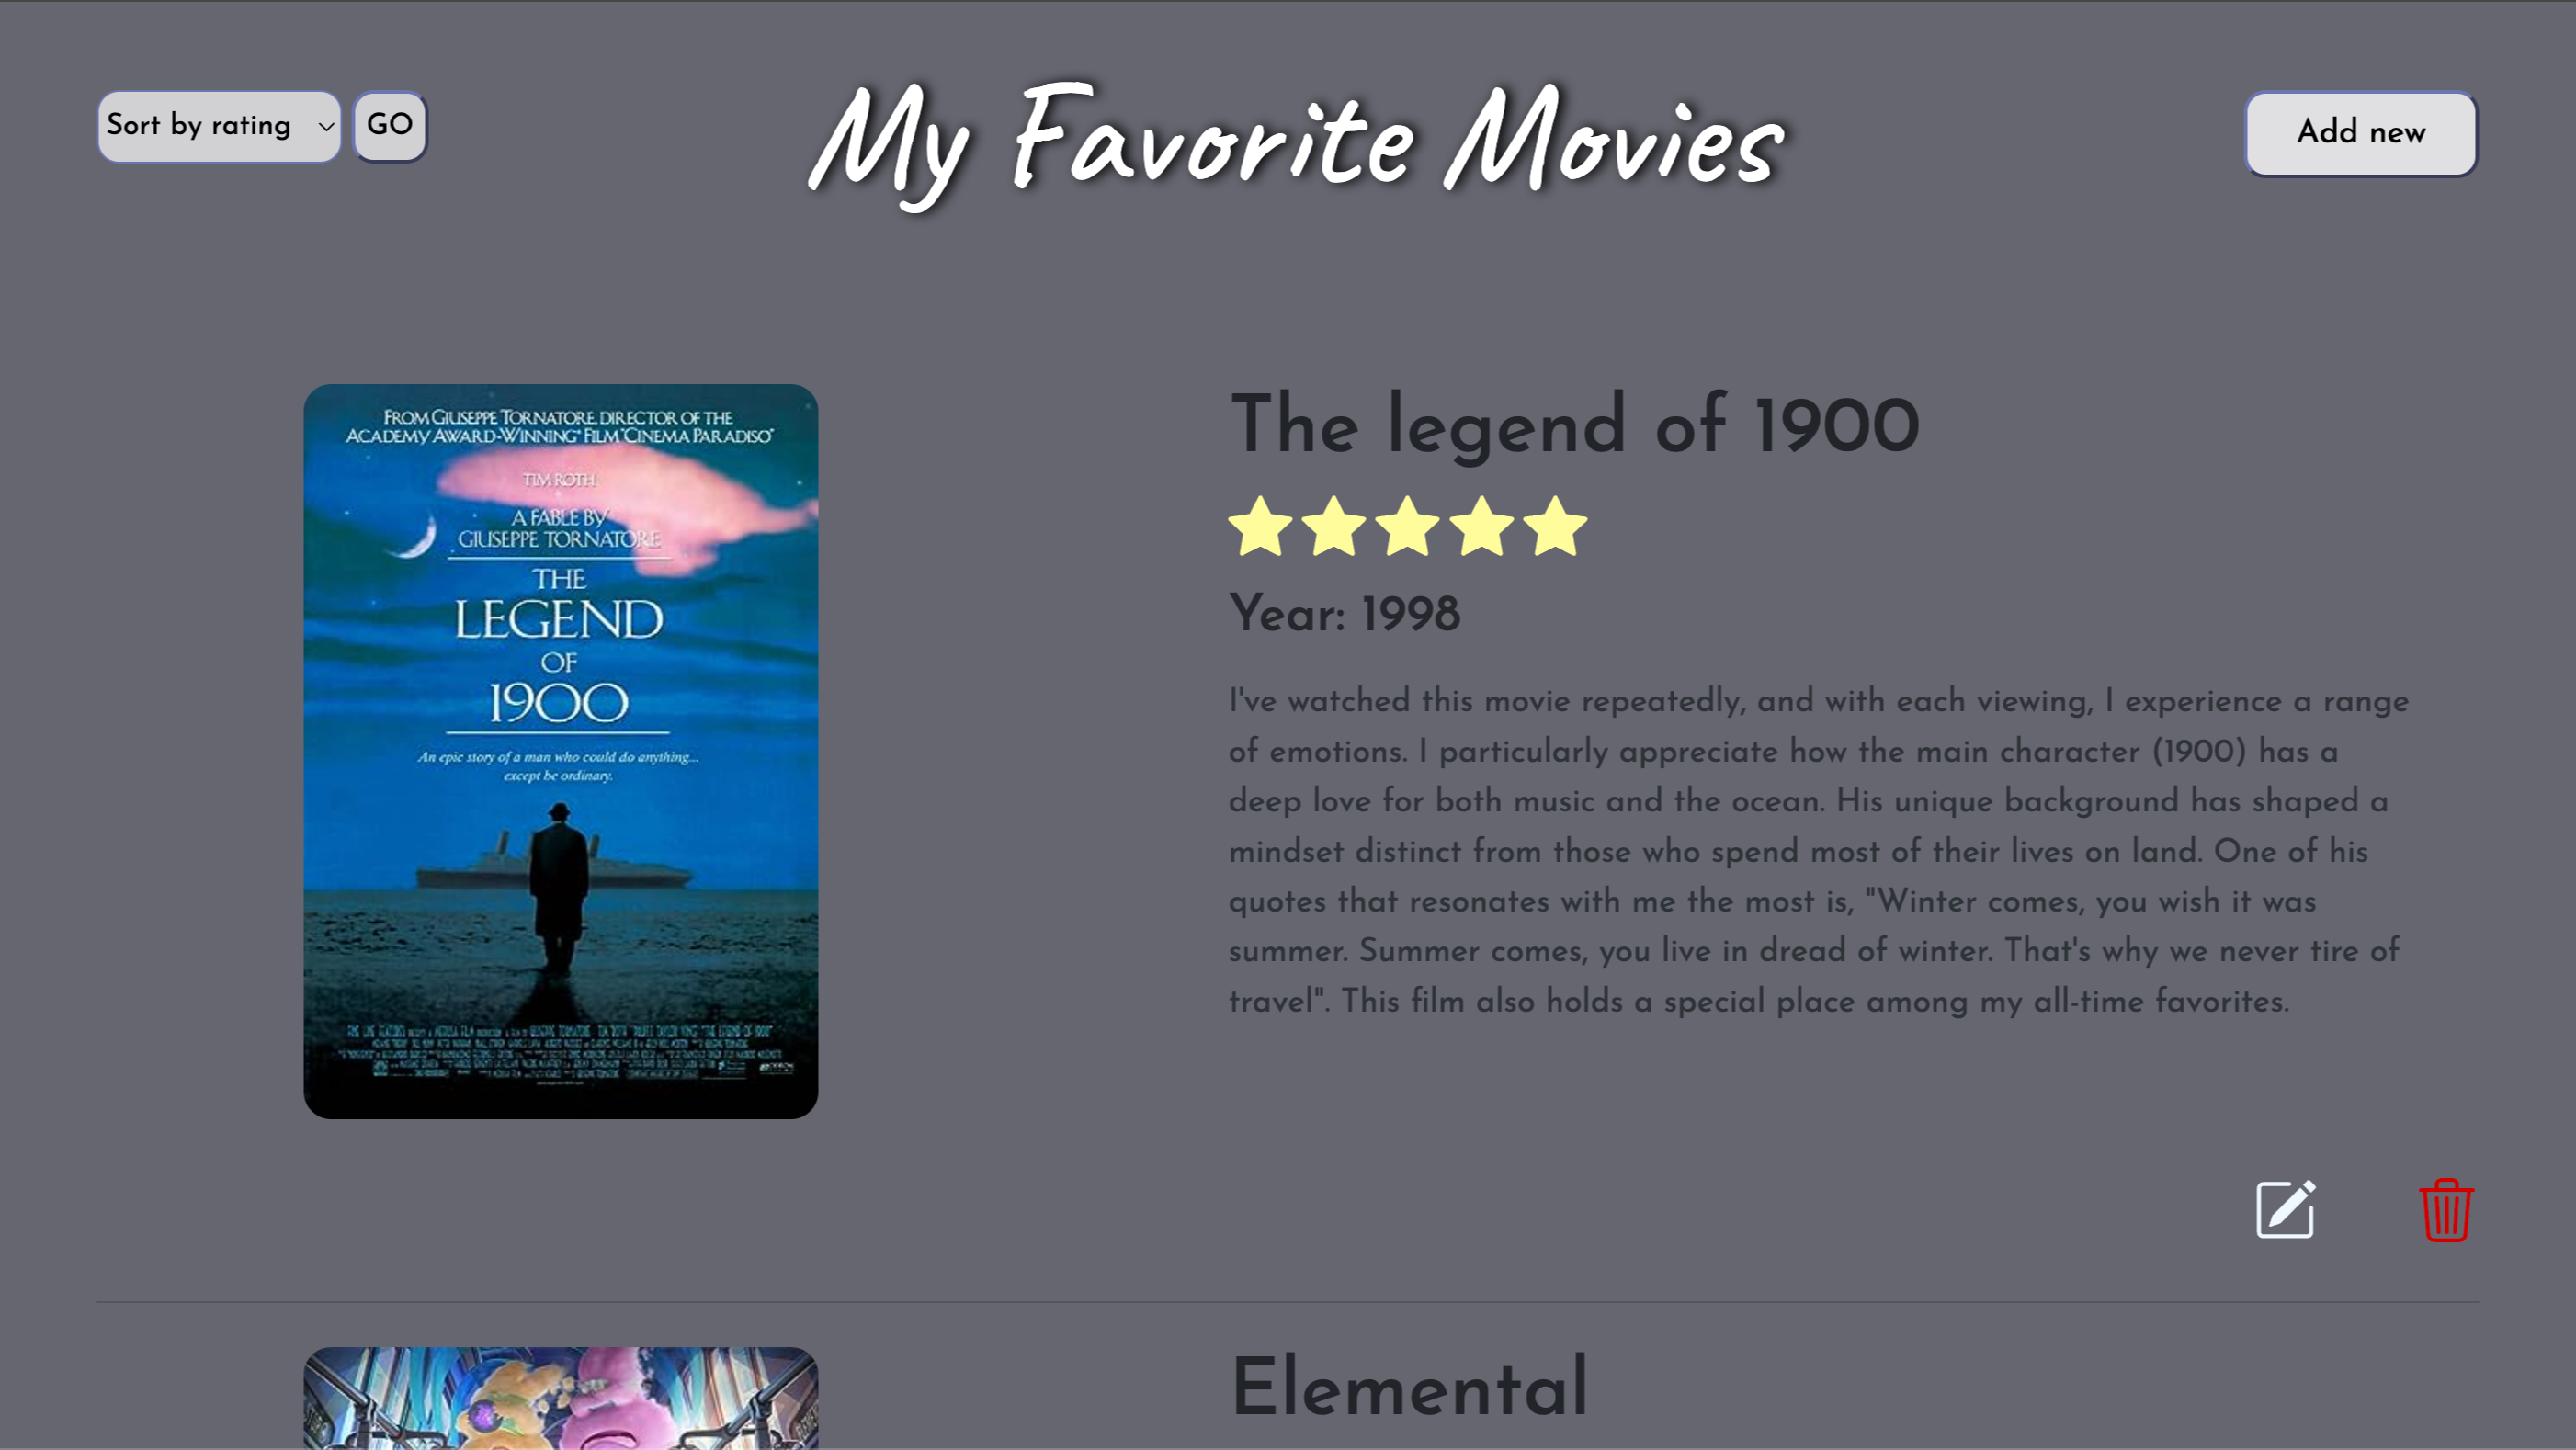 Sort by rating
GO
My Favorite Movies
Add new
FROM GIUSEPPE TORNATORE, DIRECTOR OF THE
ACADEMY AWARD-WINNING FILM "CINEMA PARADISO"
TIM ROTH
A FABLE BY
GIUSEPPE TORNATORE
THE
LEGEND
OF
1900
An epic story of a man who could do anything...
except be ordinary.
The legend of 1900
Year: 1998
I've watched this movie repeatedly, and with each viewing, I experience a range
of emotions. I particularly appreciate how the main character (1900) has a
deep love for both music and the ocean. His unique background has shaped a
mindset distinct from those who spend most of their lives on land. One of his
quotes that resonates with me the most is, "Winter comes, you wish it was
summer. Summer comes, you live in dread of winter. That's why we never tire of
travel". This film also holds a special place among my all-time favorites.
Elemental